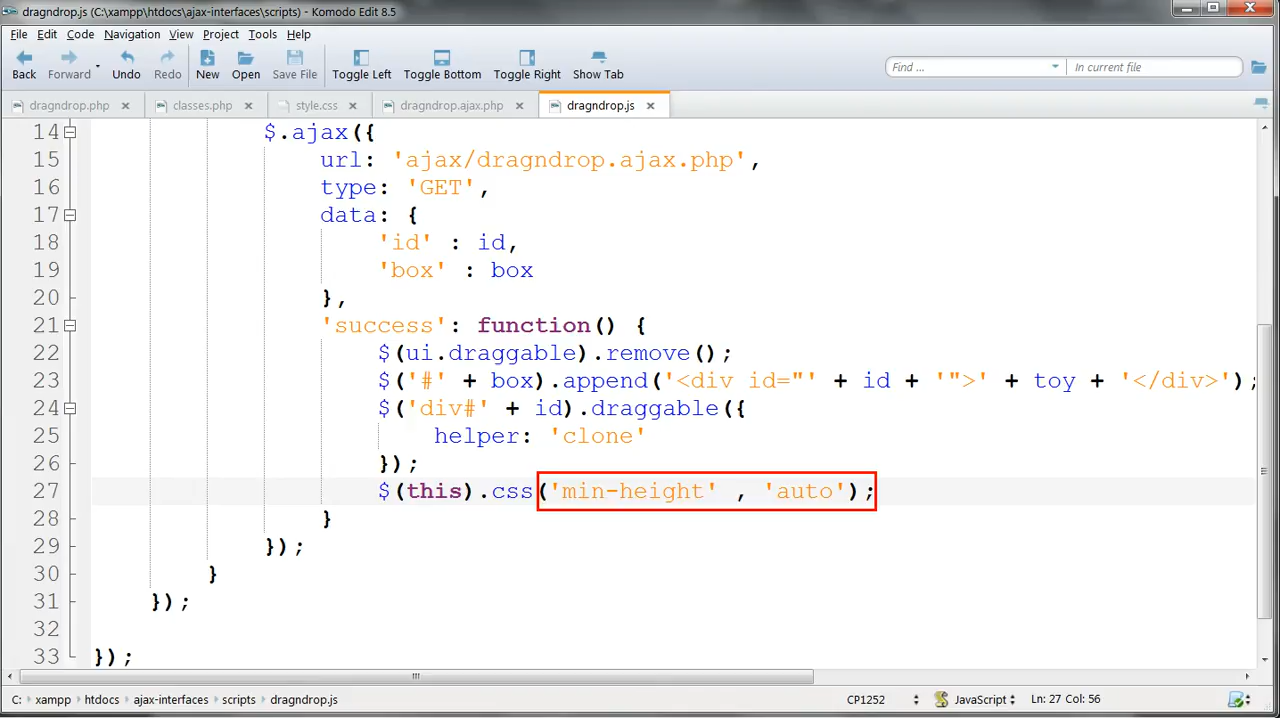 dragndrop.js (C:\xampp\htdocs\ajax-interfaces\scripts) - Komodo Edit 8.5
File Edit Code Navigation View Project Tools Help
Back Forward Undo Redo New Open Save File Toggle Left Toggle Bottom Toggle Right Show Tab Find ... In current file
dragndrop.php classes.php style.css dragndrop.ajax.php dragndrop.js
14 $.ajax({
15 url: 'ajax/dragndrop.ajax.php',
16 type: 'GET',
17 data: {
18 'id' : id,
19 'box' : box
20 },
21 'success': function() {
22 $(ui.draggable).remove();
23 $('#' + box).append('<div id="' + id + '">' + toy + '</div>');
24 $('div#' + id).draggable({
25 helper: 'clone'
26 });
27 $(this).css('min-height' , 'auto');
28 }
29 });
30 }
31 });
32
33 });
C: xampp htdocs ajax-interfaces scripts dragndrop.js CP1252 JavaScript Ln: 27 Col: 56